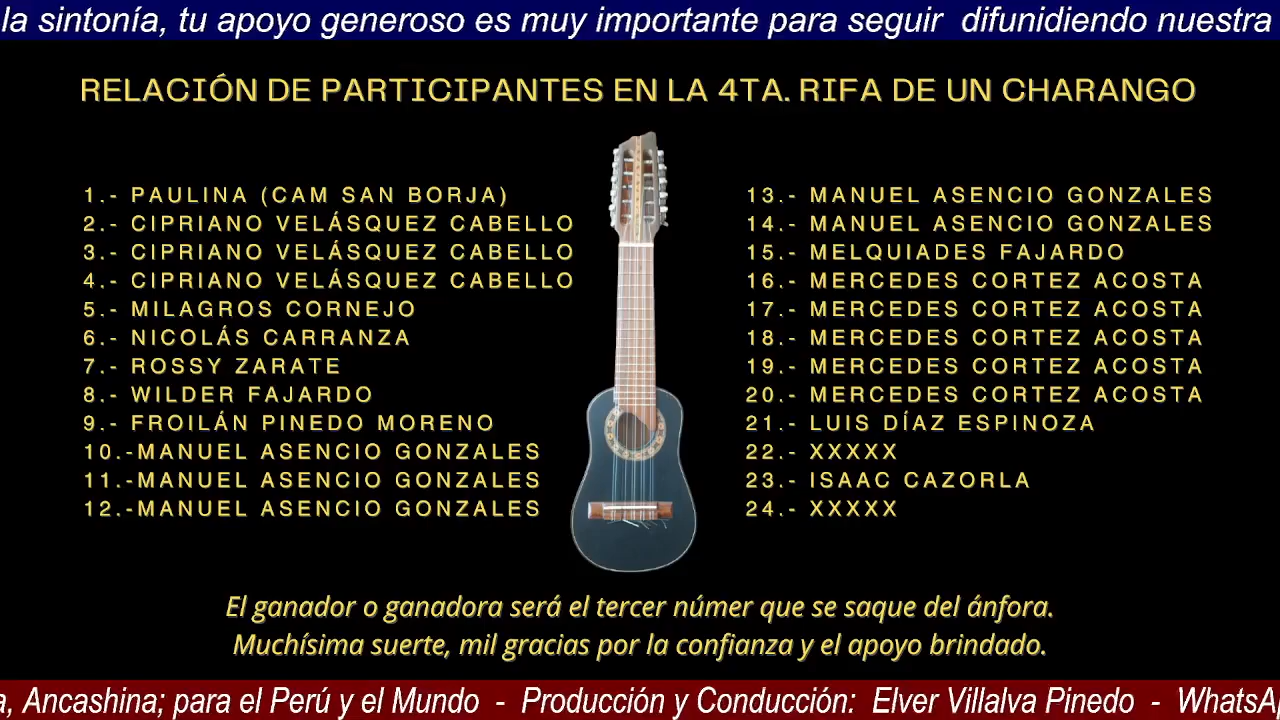 la sintonía, tu apoyo generoso es muy importante para seguir  difunidiendo nuestra
RELACIÓN DE PARTICIPANTES EN LA 4TA. RIFA DE UN CHARANGO
1.- PAULINA (CAM SAN BORJA)
2.- CIPRIANO VELÁSQUEZ CABELLO
3.- CIPRIANO VELÁSQUEZ CABELLO
4.- CIPRIANO VELÁSQUEZ CABELLO
5.- MILAGROS CORNEJO
6.- NICOLÁS CARRANZA
7.- ROSSY ZARATE
8.- WILDER FAJARDO
9.- FROILÁN PINEDO MORENO
10.-MANUEL ASENCIO GONZALES
11.-MANUEL ASENCIO GONZALES
12.-MANUEL ASENCIO GONZALES
13.- MANUEL ASENCIO GONZALES
14.- MANUEL ASENCIO GONZALES
15.- MELQUIADES FAJARDO
16.- MERCEDES CORTEZ ACOSTA
17.- MERCEDES CORTEZ ACOSTA
18.- MERCEDES CORTEZ ACOSTA
19.- MERCEDES CORTEZ ACOSTA
20.- MERCEDES CORTEZ ACOSTA
21.- LUIS DÍAZ ESPINOZA
22.- XXXXX
23.- ISAAC CAZORLA
24.- XXXXX
El ganador o ganadora será el tercer númer que se saque del ánfora.
Muchísima suerte, mil gracias por la confianza y el apoyo brindado.
a, Ancashina; para el Perú y el Mundo  -  Producción y Conducción:  Elver Villalva Pinedo  -  WhatsAp